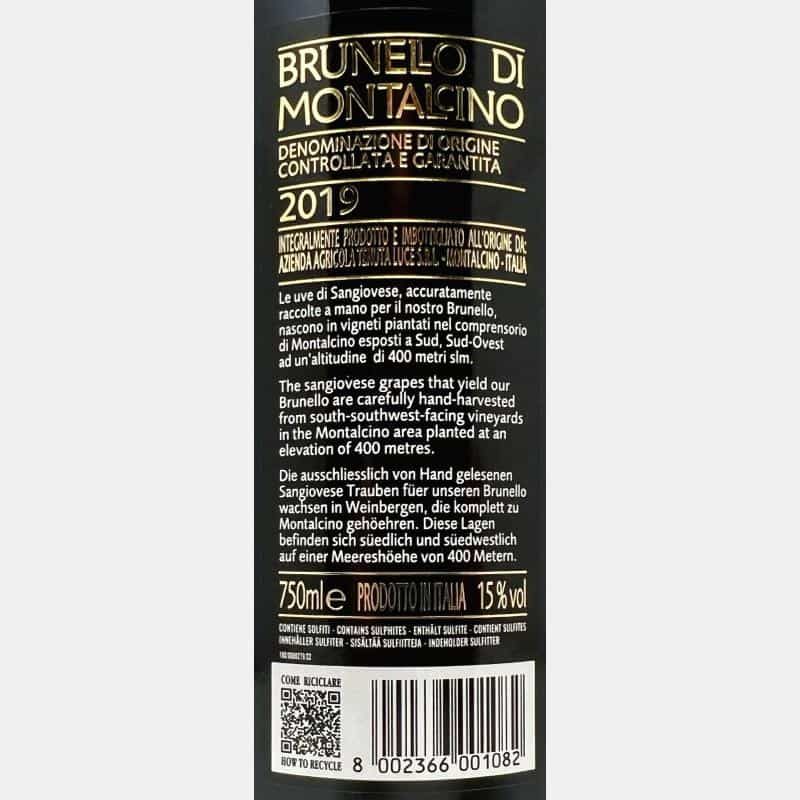 BRUNELLO DI
MONTALCINO
DENOMINAZIONE DI ORIGINE
CONTROLLATA E GARANTITA
2019
INTEGRALMENTE PRODOTTO E IMBOTTIGLIATO ALL'ORIGINE DA:
AZIENDA AGRICOLA TENUTA LUCE S.R.L. - MONTALCINO - ITALIA
Le uve di Sangiovese, accuratamente
raccolte a mano per il nostro Brunello,
nascono in vigneti piantati nel comprensorio
di Montalcino esposti a Sud, Sud-Ovest
ad un'altitudine di 400 metri slm.
The sangiovese grapes that yield our
Brunello are carefully hand-harvested
from south-southwest-facing vineyards
in the Montalcino area planted at an
elevation of 400 metres.
Die ausschliesslich von Hand gelesenen
Sangiovese Trauben füer unseren Brunello
wachsen in Weinbergen, die komplett zu
Montalcino gehöehren. Diese Lagen
befinden sich süedlich und süedwestlich
auf einer Meereshöehe von 400 Metern.
750ml e PRODOTTO IN ITALIA 15% vol
CONTIENE SOLFITI - CONTAINS SULPHITES - ENTHÄLT SULFITE - CONTIENT SULFITES
INNEHÅLLER SULFITER - SISÄLTÄÄ SULFIITTEJA - INDEHOLDER SULFITTER
COME RICICLARE
HOW TO RECYCLE
8 002366 001082